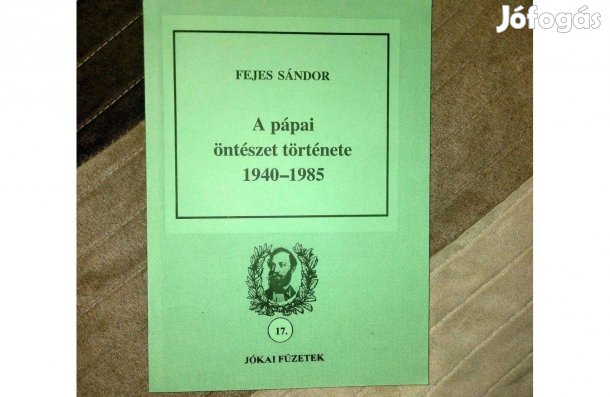 Jófogás
FEJES SÁNDOR
A pápai
öntészet története
1940–1985
17.
JÓKAI FÜZETEK